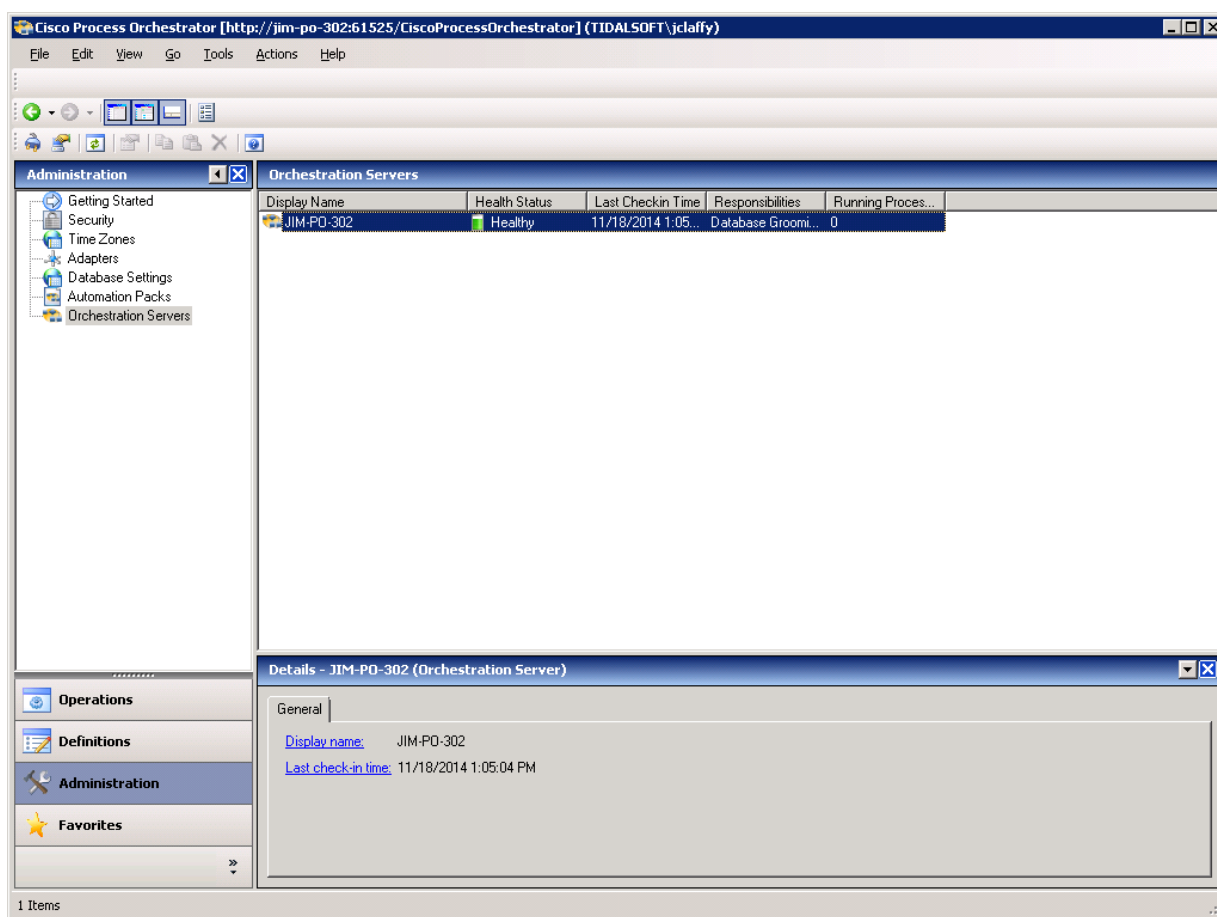 Cisco Process Orchestrator [http://jim-po-302:61525/CiscoProcessOrchestrator] (TIDALSOFT\jclaffy)
File Edit View Go Tools Actions Help
Administration
Getting Started
Security
Time Zones
Adapters
Database Settings
Automation Packs
Orchestration Servers
Operations
Definitions
Administration
Favorites
Orchestration Servers
Display Name Health Status Last Checkin Time Responsibilities Running Proces...
JIM-PO-302 Healthy 11/18/2014 1:05... Database Groomi... 0
Details - JIM-PO-302 (Orchestration Server)
General
Display name: JIM-PO-302
Last check-in time: 11/18/2014 1:05:04 PM
1 Items